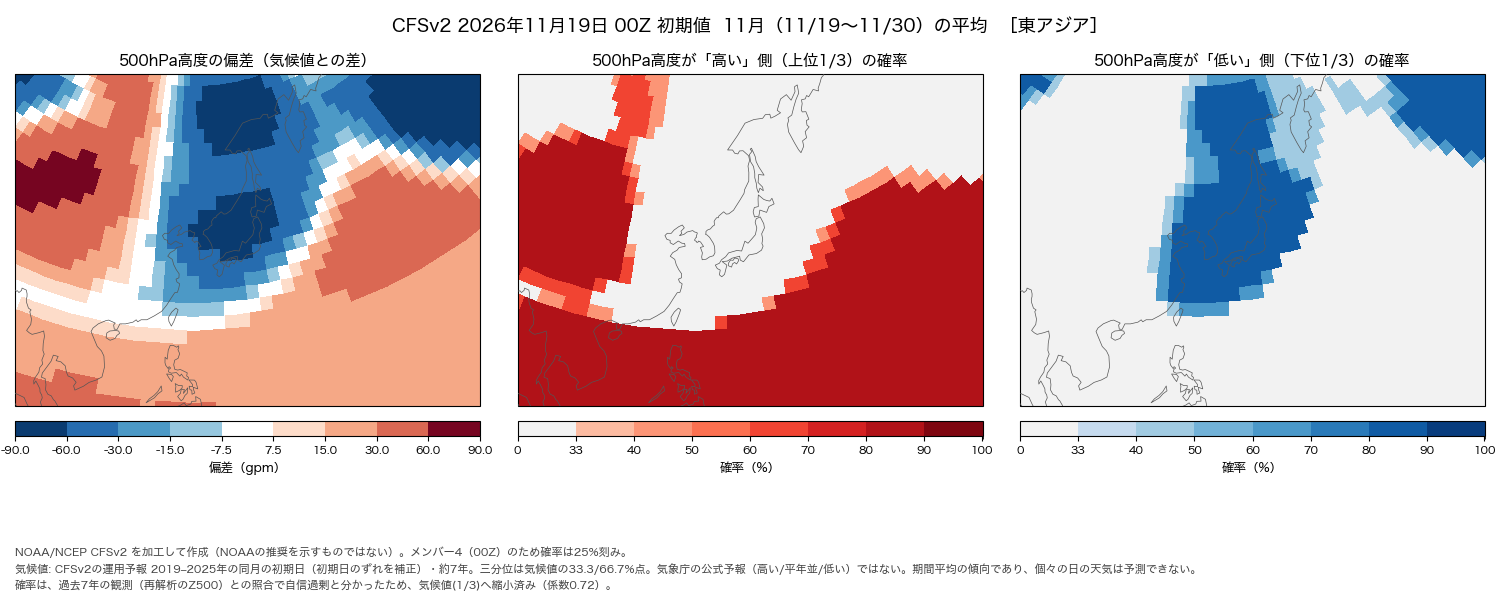 CFSv2 2026年11月19日 00Z 初期値  11月（11/19～11/30）の平均  ［東アジア］
500hPa高度の偏差（気候値との差）
500hPa高度が「高い」側（上位1/3）の確率
500hPa高度が「低い」側（下位1/3）の確率
-90.0 -60.0 -30.0 -15.0 -7.5 7.5 15.0 30.0 60.0 90.0
偏差（gpm）
0 33 40 50 60 70 80 90 100
確率（%）
0 33 40 50 60 70 80 90 100
確率（%）
NOAA/NCEP CFSv2 を加工して作成（NOAAの推奨を示すものではない）。メンバー4（00Z）のため確率は25%刻み。
気候値: CFSv2の運用予報 2019–2025年の同月の初期日（初期日のずれを補正）・約7年。三分位は気候値の33.3/66.7%点。気象庁の公式予報（高い/平年並/低い）ではない。期間平均の傾向であり、個々の日の天気は予測できない。
確率は、過去7年の観測（再解析のZ500）との照合で自信過剰と分かったため、気候値(1/3)へ縮小済み（係数0.72）。